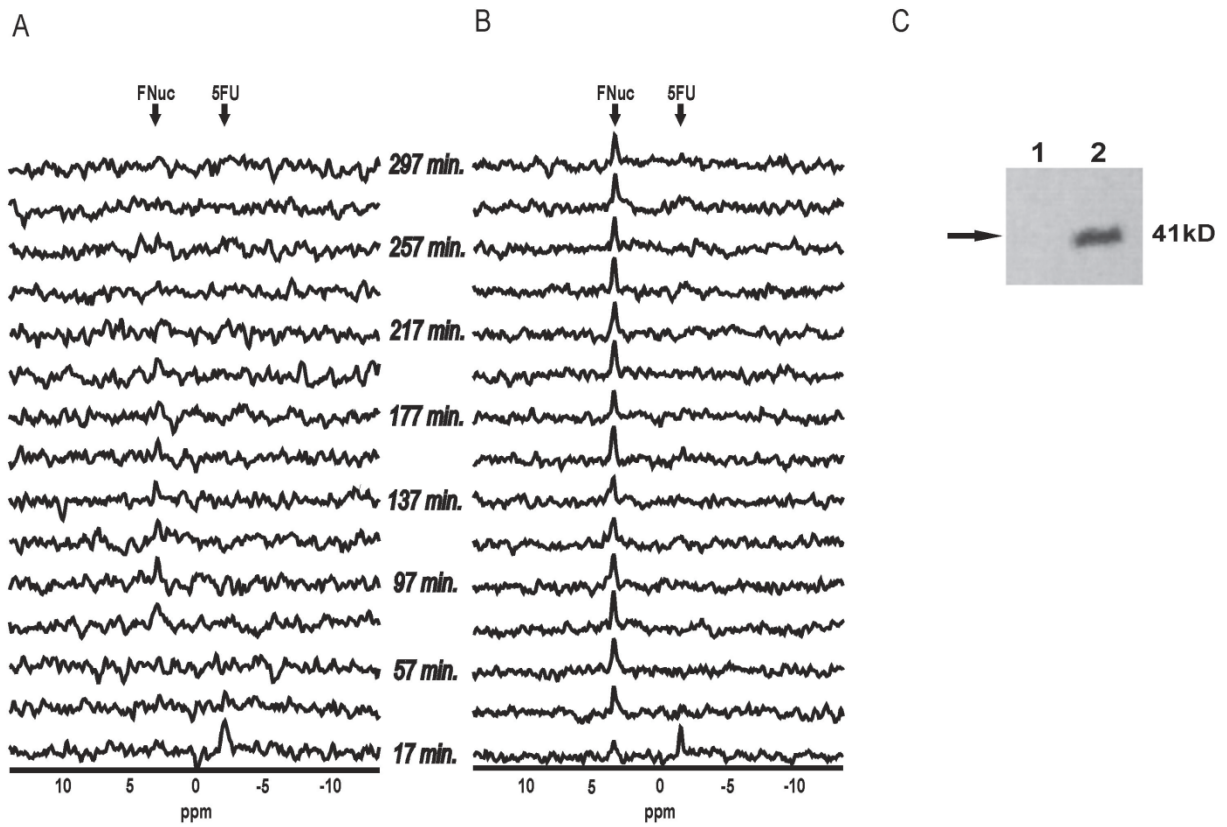 A
B
C
FNuc 5FU
FNuc 5FU
297 min.
257 min.
217 min.
177 min.
137 min.
97 min.
57 min.
17 min.
10 5 0 -5 -10
ppm
10 5 0 -5 -10
ppm
1 2
41kD